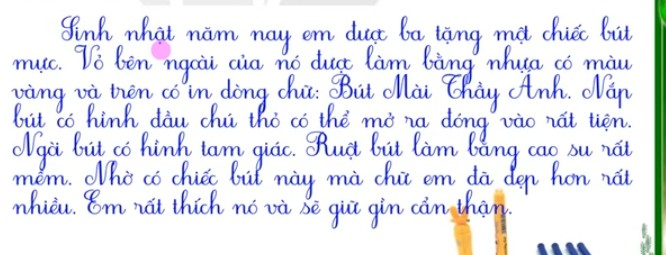 Sinh nhật năm nay em được ba tặng một chiếc bút
mực. Vỏ bên ngoài của nó được làm bằng nhựa có màu
vàng và trên có in dòng chữ: Bút Mài Thầy Ánh. Nắp
bút có hình đầu chú thỏ có thể mở ra đóng vào rất tiện.
Ngòi bút có hình tam giác. Ruột bút làm bằng cao su rất
mềm. Nhờ có chiếc bút này mà chữ em đã đẹp hơn rất
nhiều. Em rất thích nó và sẽ giữ gìn cẩn thận.